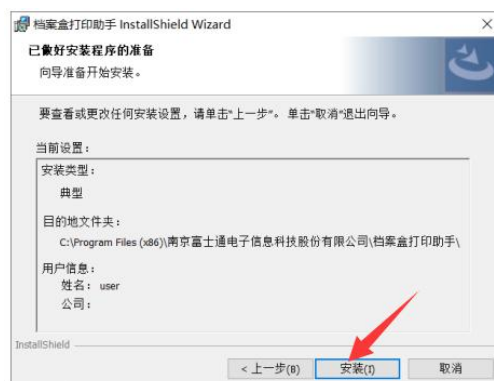 档案盒打印助手 InstallShield Wizard
已做好安装程序的准备
向导准备开始安装。
要查看或更改任何安装设置，请单击"上一步"。 单击"取消"退出向导。
当前设置：
安装类型：
典型
目的地文件夹：
C:\Program Files (x86)\南京富士通电子信息科技股份有限公司\档案盒打印助手\
用户信息：
姓名： user
公司：
InstallShield
< 上一步(B)
安装(I)
取消